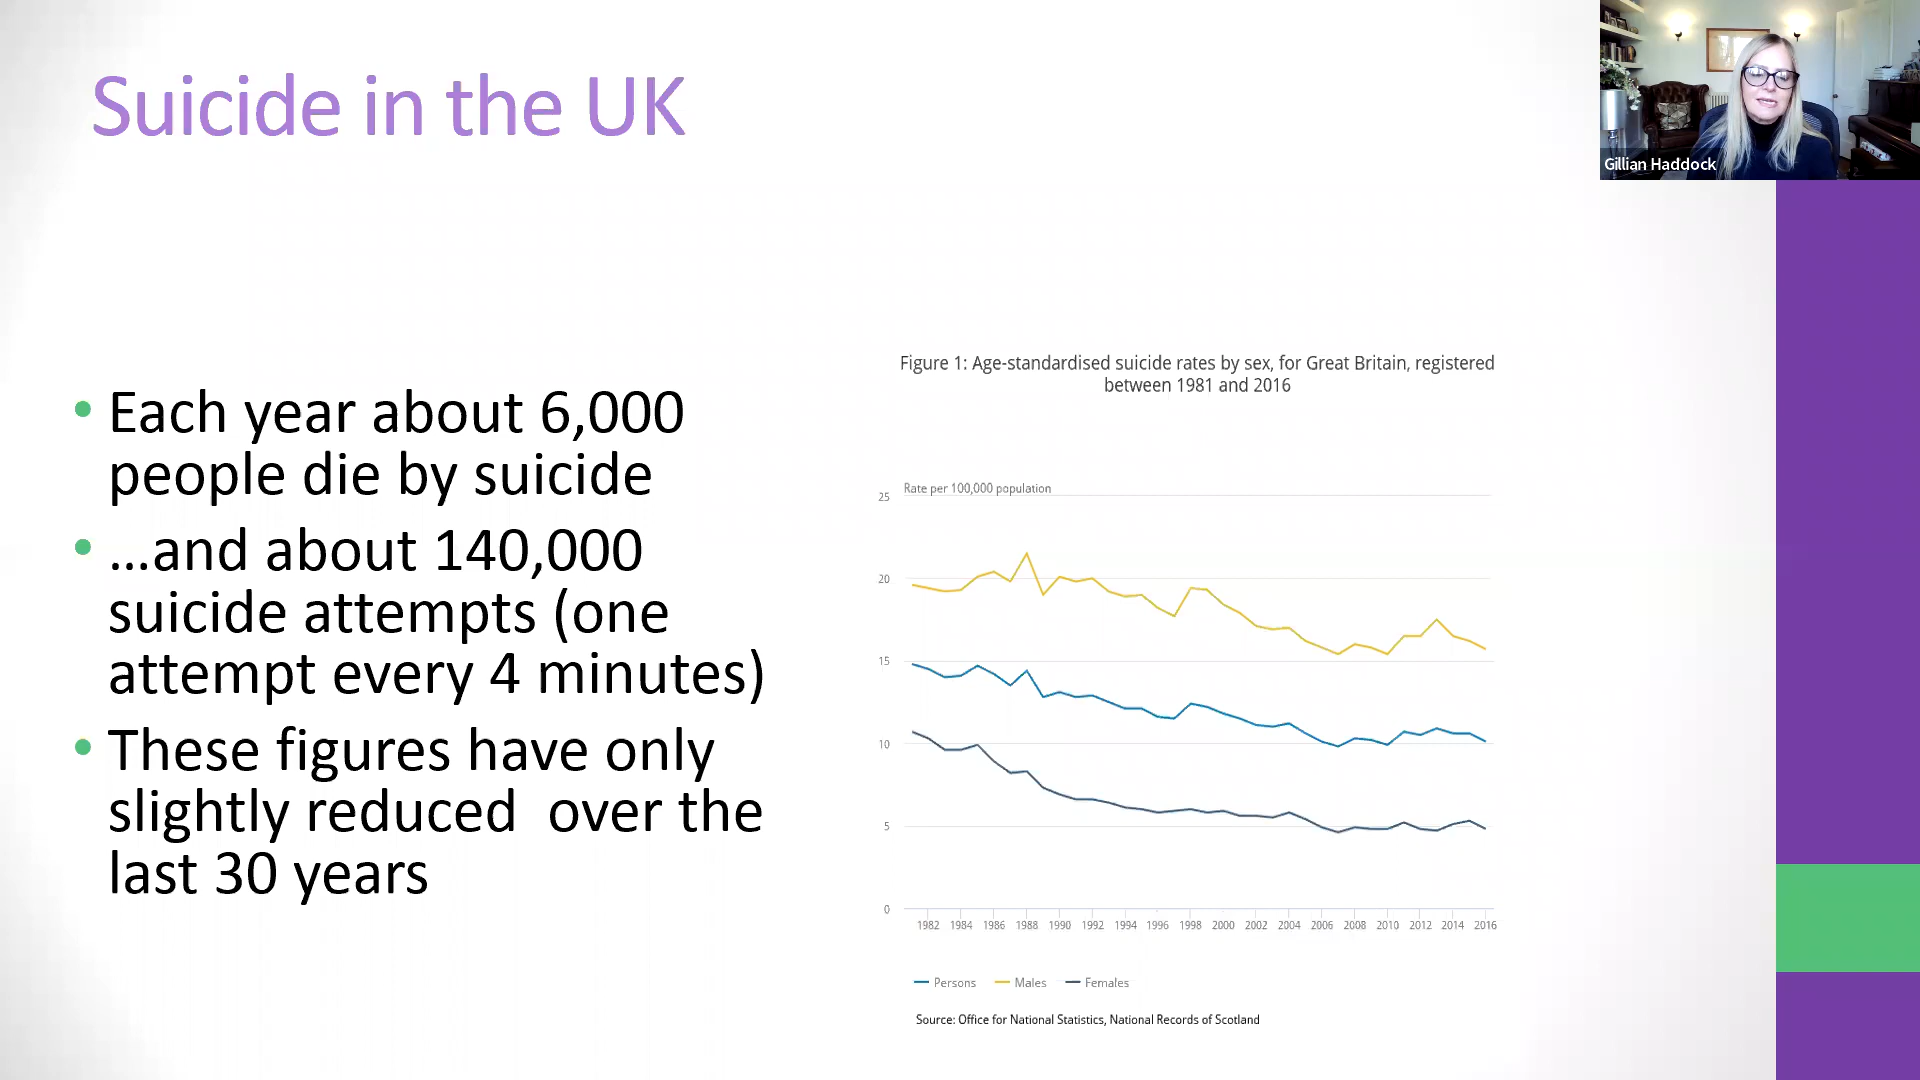 Suicide in the UK
Gillian Haddock
• Each year about 6,000
people die by suicide
• ...and about 140,000
suicide attempts (one
attempt every 4 minutes)
• These figures have only
slightly reduced  over the
last 30 years
Figure 1: Age-standardised suicide rates by sex, for Great Britain, registered
between 1981 and 2016
Rate per 100,000 population
25
20
15
10
5
0
1982 1984 1986 1988 1990 1992 1994 1996 1998 2000 2002 2004 2006 2008 2010 2012 2014 2016
Persons Males Females
Source: Office for National Statistics, National Records of Scotland